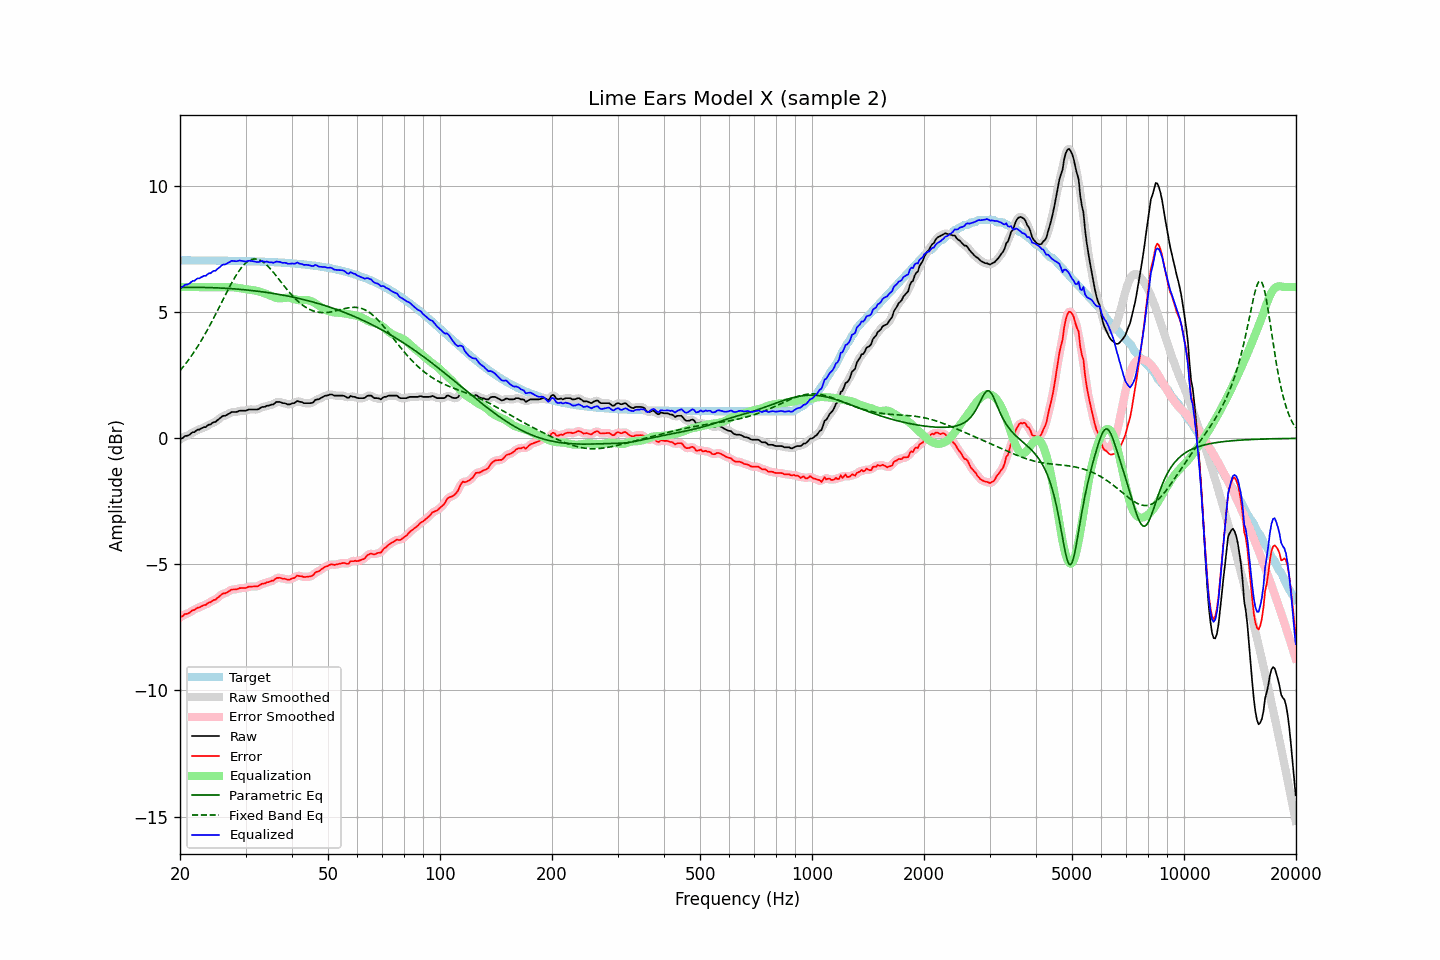 Lime Ears Model X (sample 2)
Amplitude (dBr)
10
5
0
−5
−10
−15
Target
Raw Smoothed
Error Smoothed
Raw
Error
Equalization
Parametric Eq
Fixed Band Eq
Equalized
20 50 100 200 500 1000 2000 5000 10000 20000
Frequency (Hz)